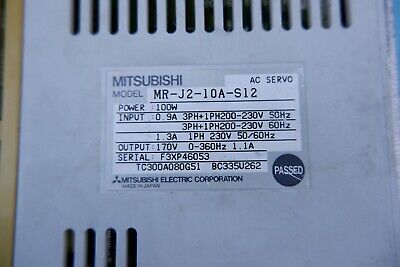 MITSUBISHI AC SERVO
MODEL MR-J2-10A-S12
POWER :100W
INPUT :0.9A 3PH+1PH200-230V 50Hz
3PH+1PH200-230V 60Hz
1.3A 1PH 230V 50/60Hz
OUTPUT:170V 0-360Hz 1.1A
SERIAL: F3XP46053
TC300A080G51 BC335U262
PASSED
MITSUBISHI ELECTRIC CORPORATION
MADE IN JAPAN